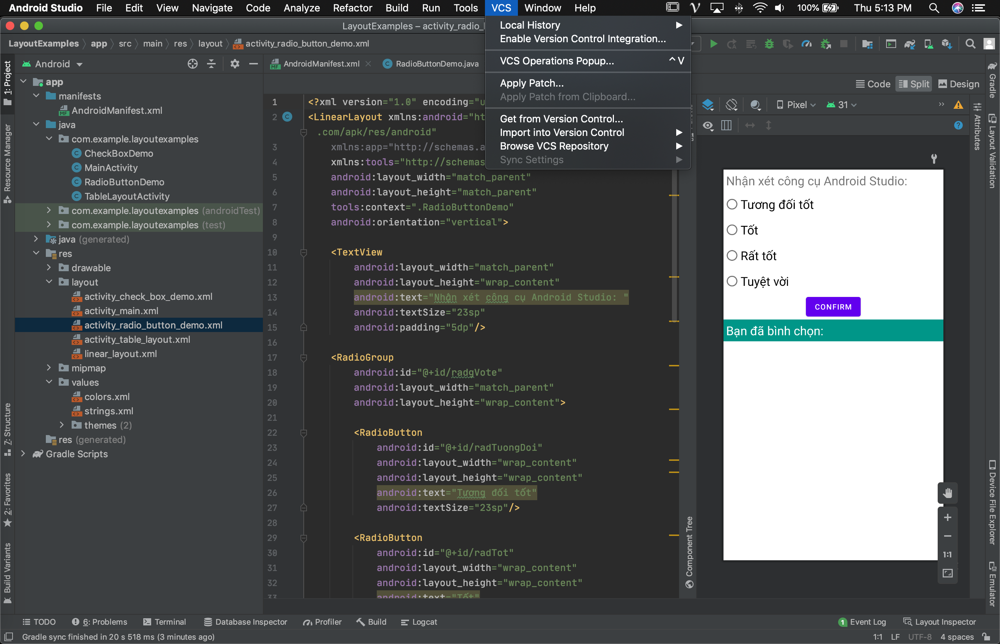 Android Studio File Edit View Navigate Code Analyze Refactor Build Run Tools VCS Window Help 100% Thu 5:13 PM
LayoutExamples – activity_radio_
LayoutExamples app src main res layout activity_radio_button_demo.xml
Local History
Enable Version Control Integration...
VCS Operations Popup... ^V
Apply Patch...
Apply Patch from Clipboard...
Get from Version Control...
Import into Version Control
Browse VCS Repository
Sync Settings
1: Project
Resource Manager
7: Structure
2: Favorites
Build Variants
Android
app
manifests
AndroidManifest.xml
java
com.example.layoutexamples
CheckBoxDemo
MainActivity
RadioButtonDemo
TableLayoutActivity
com.example.layoutexamples (androidTest)
com.example.layoutexamples (test)
java (generated)
res
drawable
layout
activity_check_box_demo.xml
activity_main.xml
activity_radio_button_demo.xml
activity_table_layout.xml
linear_layout.xml
mipmap
values
colors.xml
strings.xml
themes (2)
res (generated)
Gradle Scripts
AndroidManifest.xml RadioButtonDemo.java
1 <?xml version="1.0" encoding="u
2 <LinearLayout xmlns:android="ht
.com/apk/res/android"
3 xmlns:app="http://schemas.a
4 xmlns:tools="http://schemas
5 android:layout_width="match_parent"
6 android:layout_height="match_parent"
7 tools:context=".RadioButtonDemo"
8 android:orientation="vertical">
9
10 <TextView
11 android:layout_width="match_parent"
12 android:layout_height="wrap_content"
13 android:text="Nhận xét công cụ Android Studio: "
14 android:textSize="23sp"
15 android:padding="5dp"/>
16
17 <RadioGroup
18 android:id="@+id/radgVote"
19 android:layout_width="match_parent"
20 android:layout_height="wrap_content">
21
22 <RadioButton
23 android:id="@+id/radTuongDoi"
24 android:layout_width="wrap_content"
25 android:layout_height="wrap_content"
26 android:text="Tương đối tốt"
27 android:textSize="23sp"/>
28
29 <RadioButton
30 android:id="@+id/radTot"
31 android:layout_width="wrap_content"
32 android:layout_height="wrap_content"
33 android:text="Tốt"
Component Tree
Code Split Design
Pixel 31
Nhận xét công cụ Android Studio:
Tương đối tốt
Tốt
Rất tốt
Tuyệt vời
CONFIRM
Bạn đã bình chọn:
1:1
Attributes
Gradle
Layout Validation
Device File Explorer
Emulator
TODO 6: Problems Terminal Database Inspector Profiler Build Logcat 1 Event Log Layout Inspector
Gradle sync finished in 20 s 518 ms (3 minutes ago) 1:1 LF UTF-8 4 spaces